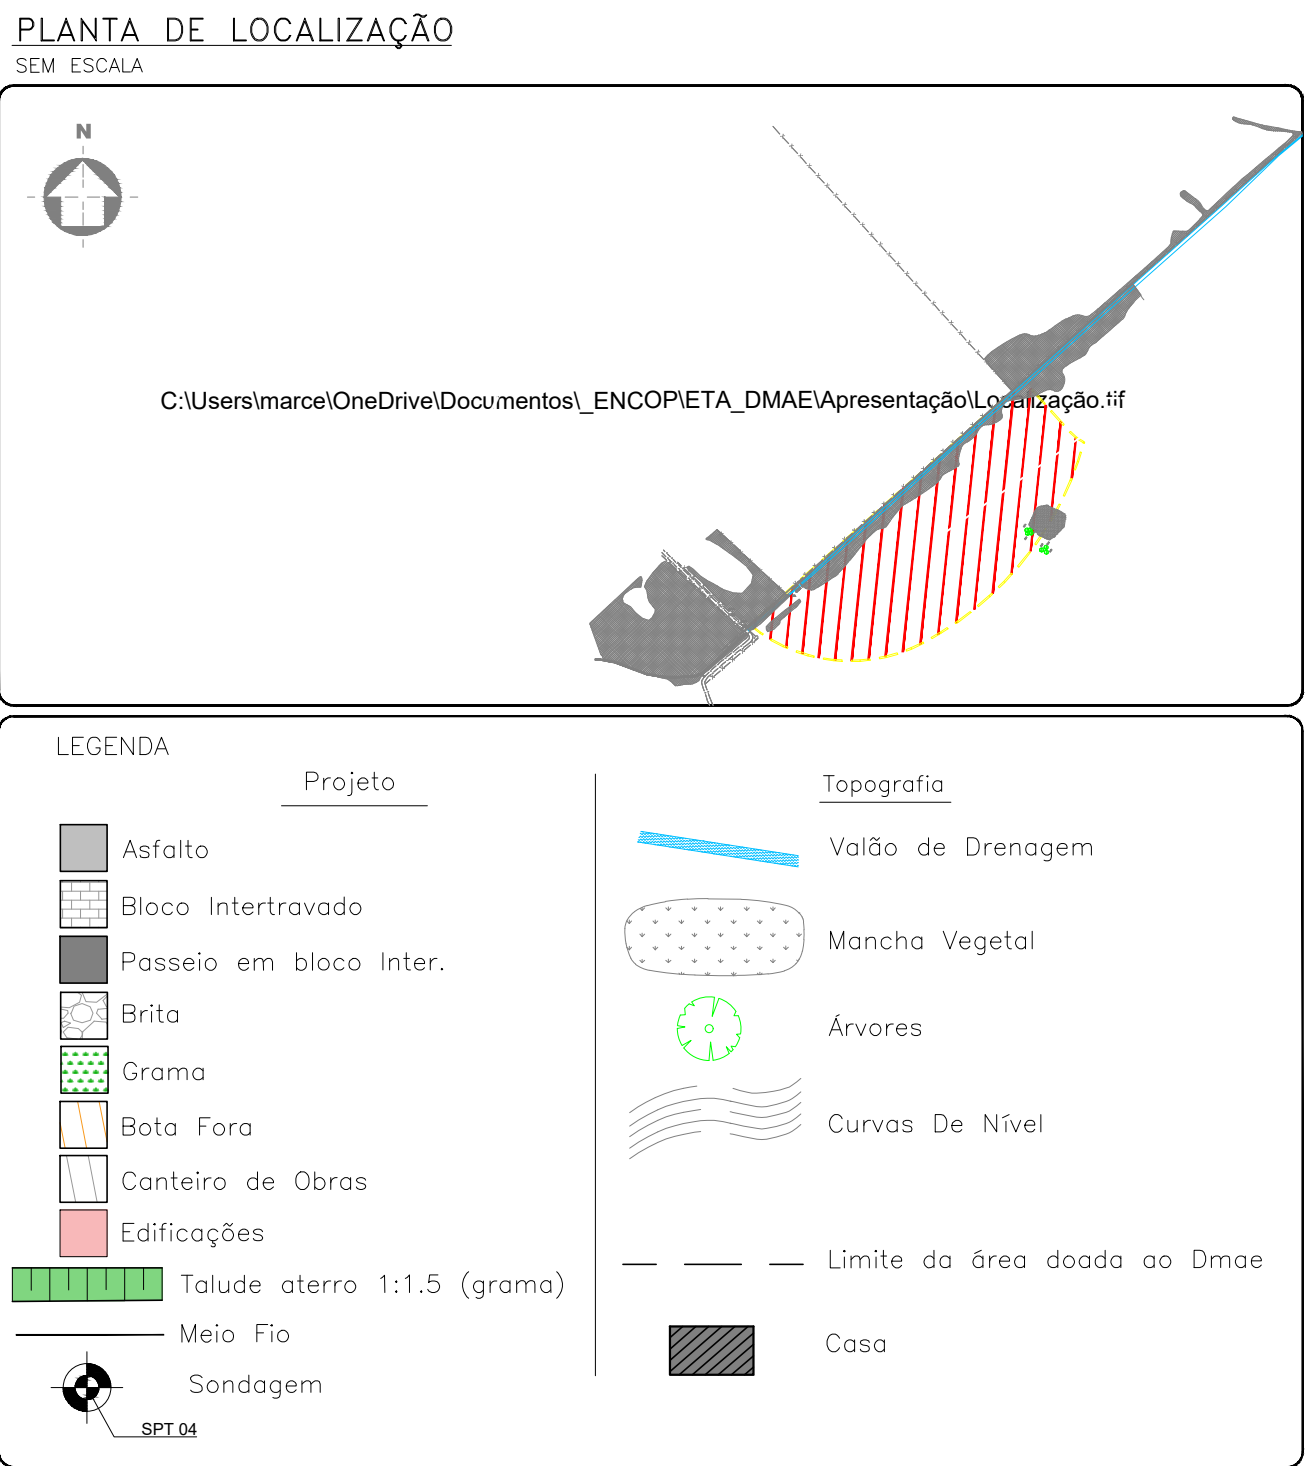 PLANTA DE LOCALIZAÇÃO
SEM ESCALA
N
C:\Users\marce\OneDrive\Documentos\_ENCOP\ETA_DMAE\Apresentação\Localização.tif
LEGENDA
Projeto
Asfalto
Bloco Intertravado
Passeio em bloco Inter.
Brita
Grama
Bota Fora
Canteiro de Obras
Edificações
Talude aterro 1:1.5 (grama)
Meio Fio
Sondagem
SPT 04
Topografia
Valão de Drenagem
Mancha Vegetal
Árvores
Curvas De Nível
Limite da área doada ao Dmae
Casa